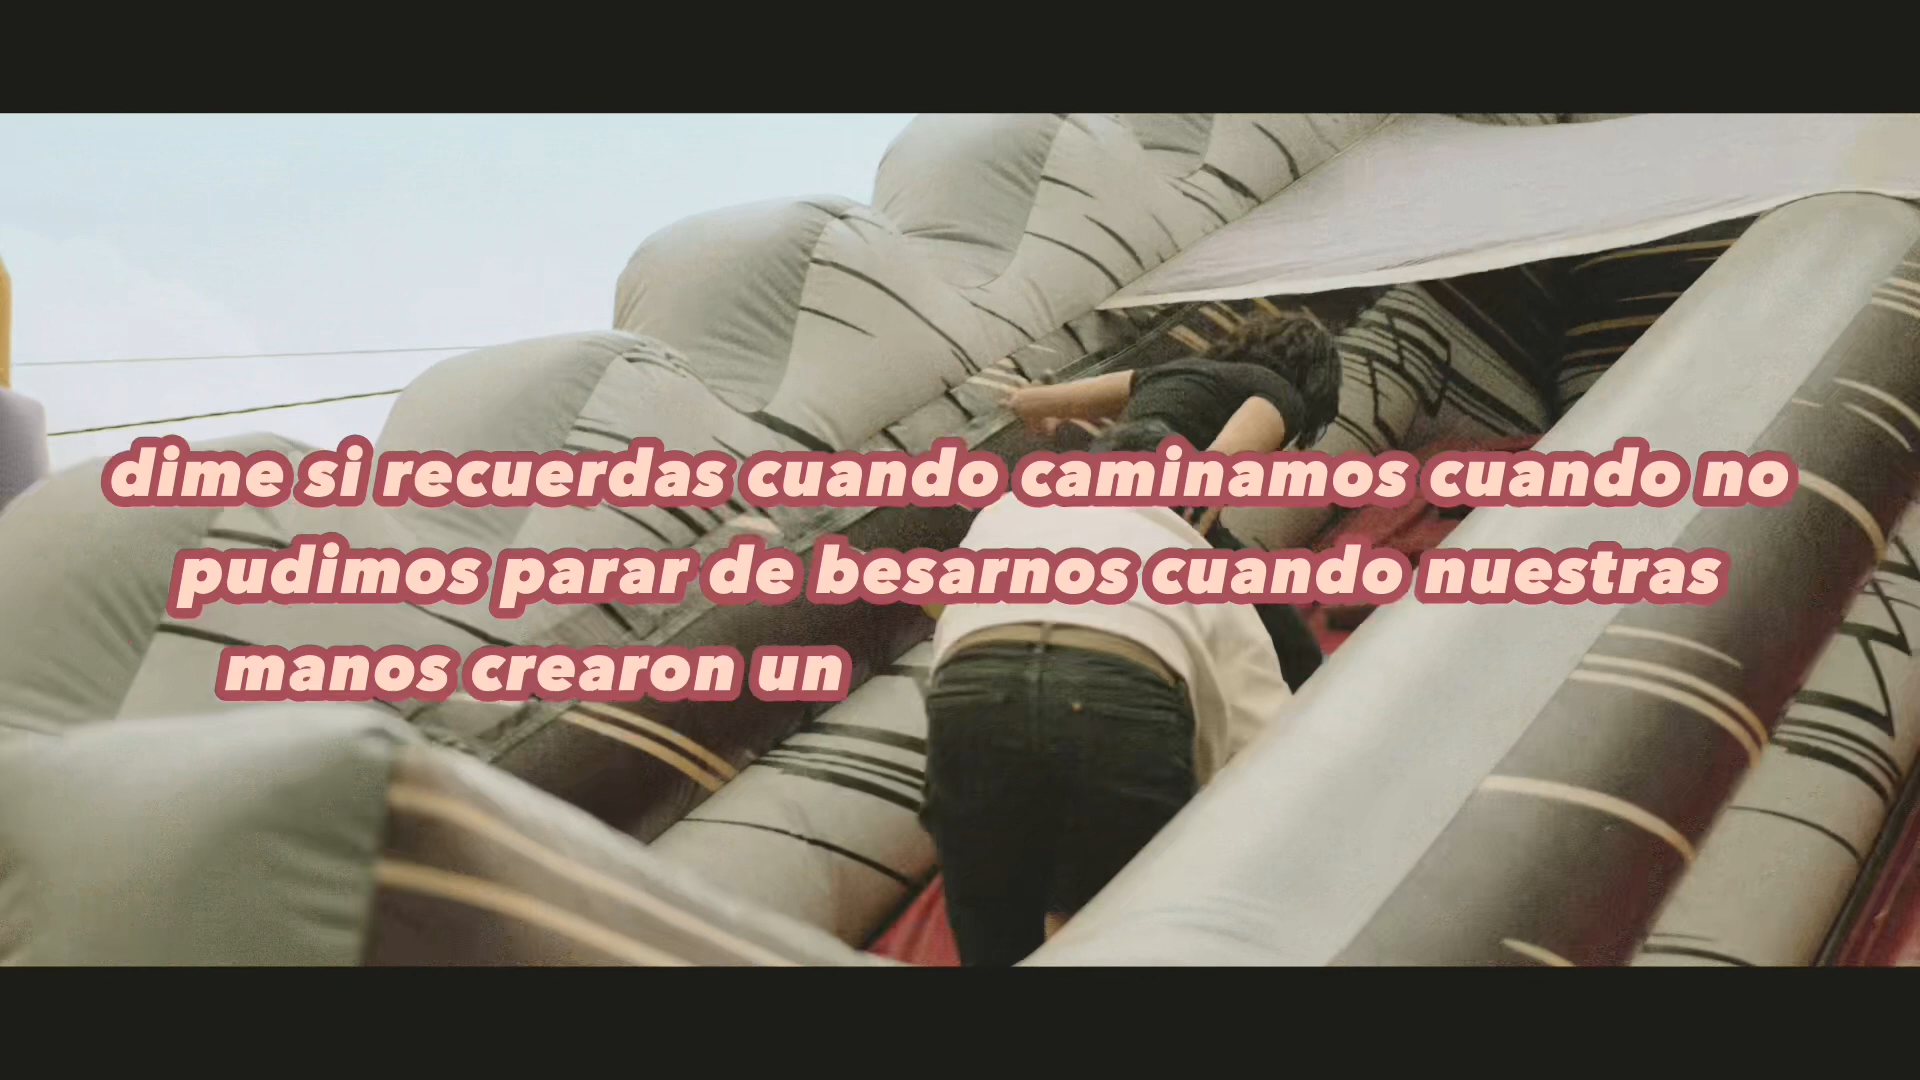 dime si recuerdas cuando caminamos cuando no
pudimos parar de besarnos cuando nuestras
manos crearon un